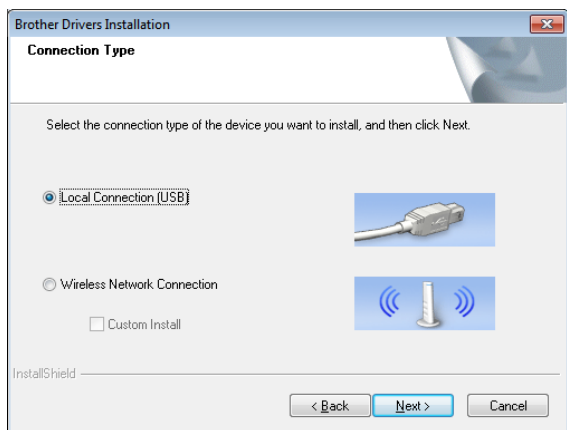 Brother Drivers Installation
Connection Type
Select the connection type of the device you want to install, and then click Next.
Local Connection (USB)
Wireless Network Connection
Custom Install
InstallShield
< Back Next > Cancel